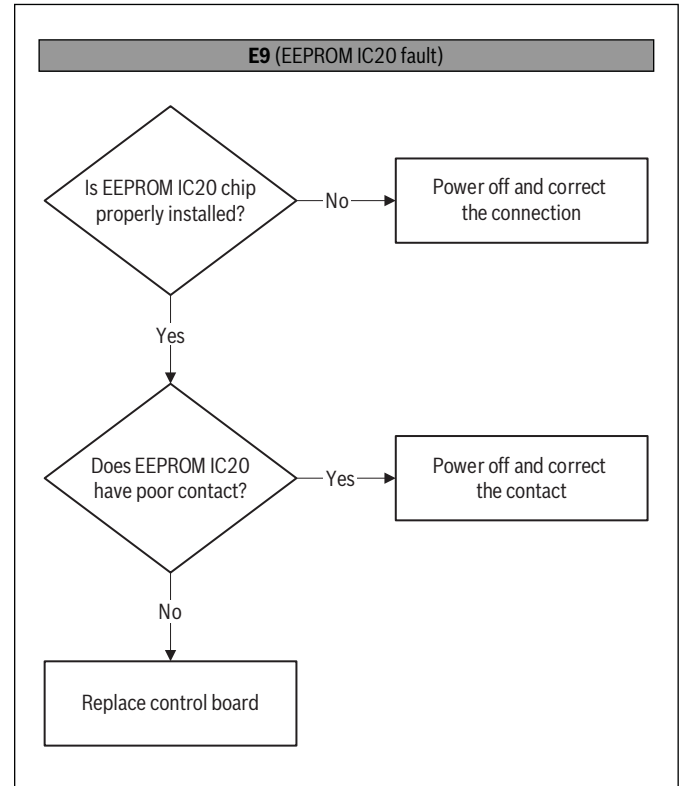 E9 (EEPROM IC20 fault)
Is EEPROM IC20 chip
properly installed?
No
Power off and correct
the connection
Yes
Does EEPROM IC20
have poor contact?
Yes
Power off and correct
the contact
No
Replace control board